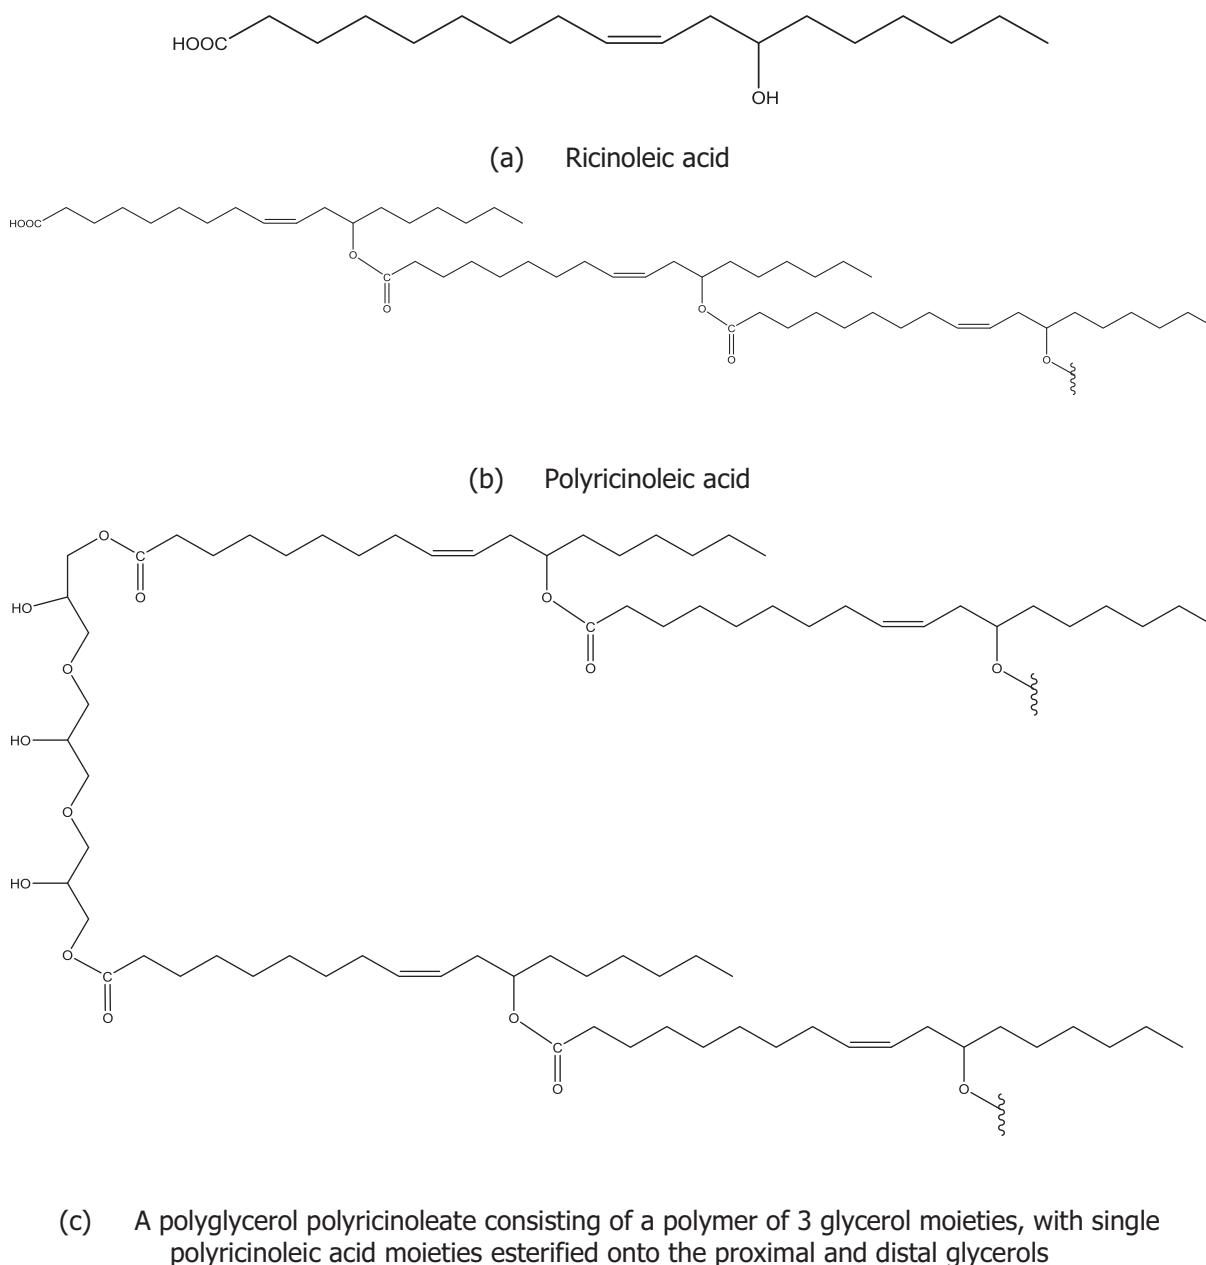 HOOC
OH
(a) Ricinoleic acid
HOOC
O
C
O
O
C
O
O
(b) Polyricinoleic acid
O
C
O
HO
O
C
O
O
O
HO
O
HO
O
C
O
O
C
O
O
(c) A polyglycerol polyricinoleate consisting of a polymer of 3 glycerol moieties, with single
polyricinoleic acid moieties esterified onto the proximal and distal glycerols